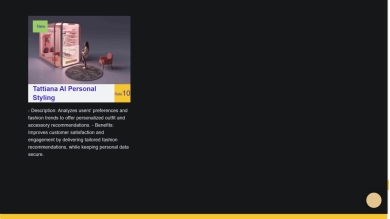 New
Tattiana AI Personal
Styling
10
- Description: Analyzes users' preferences and
fashion trends to offer personalized outfit and
accessory recommendations. - Benefits:
Improves customer satisfaction and
engagement by delivering tailored fashion
recommendations, while keeping personal data
secure.